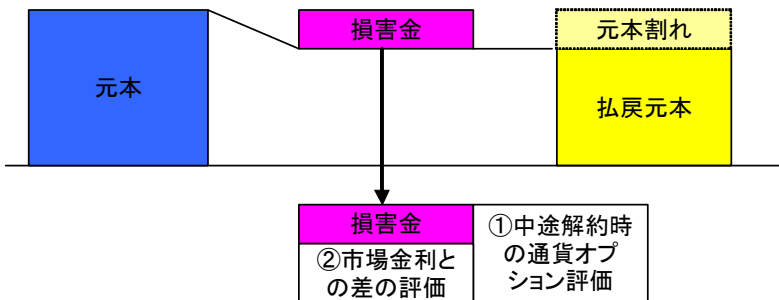 元本
損害金
元本割れ
払戻元本
損害金
②市場金利と
の差の評価
①中途解約時
の通貨オプ
ション評価